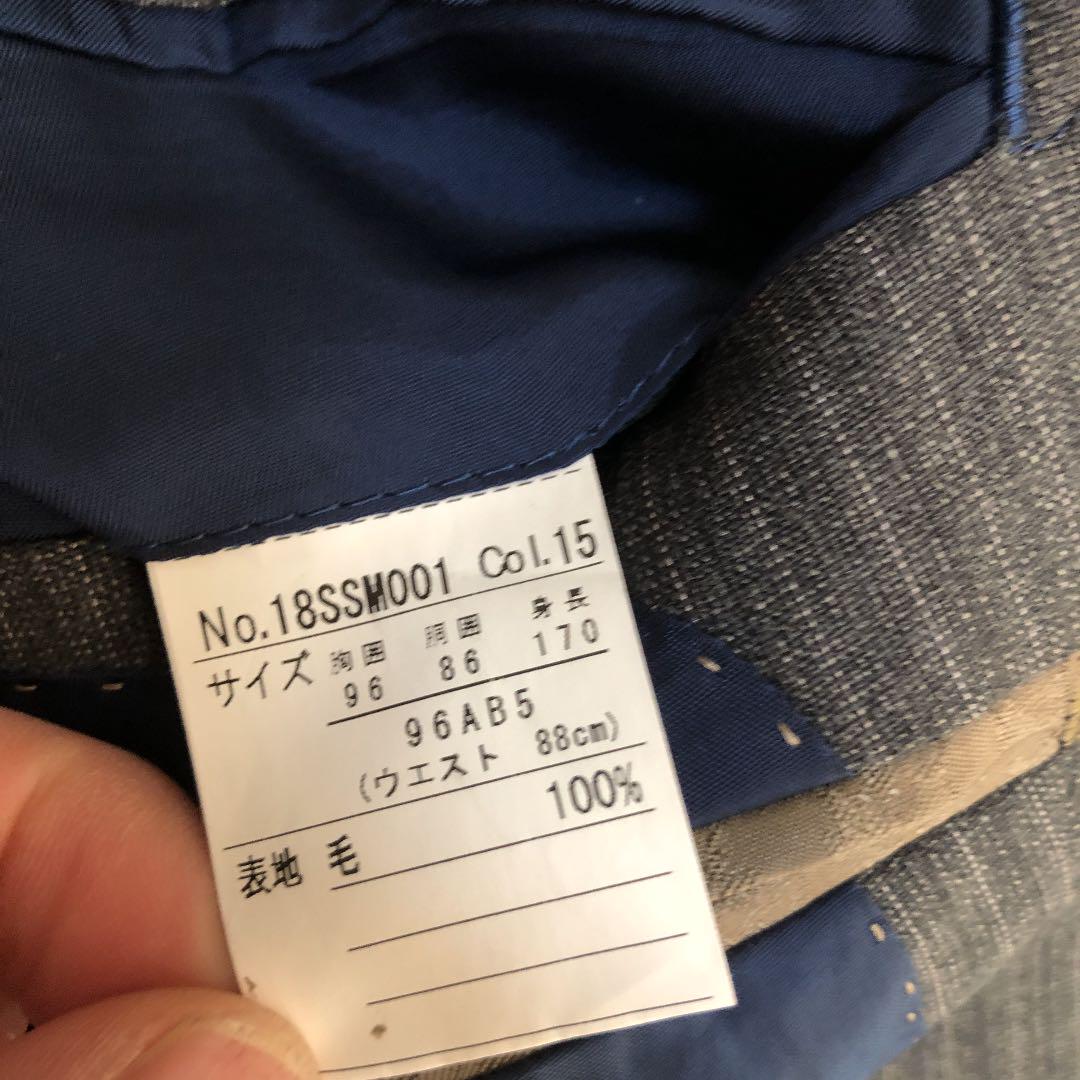 No.18SSM001 Col.15
サイズ 胸囲 胴囲 身長
96 86 170
96AB5
(ウエスト 88cm)
表地 毛 100%